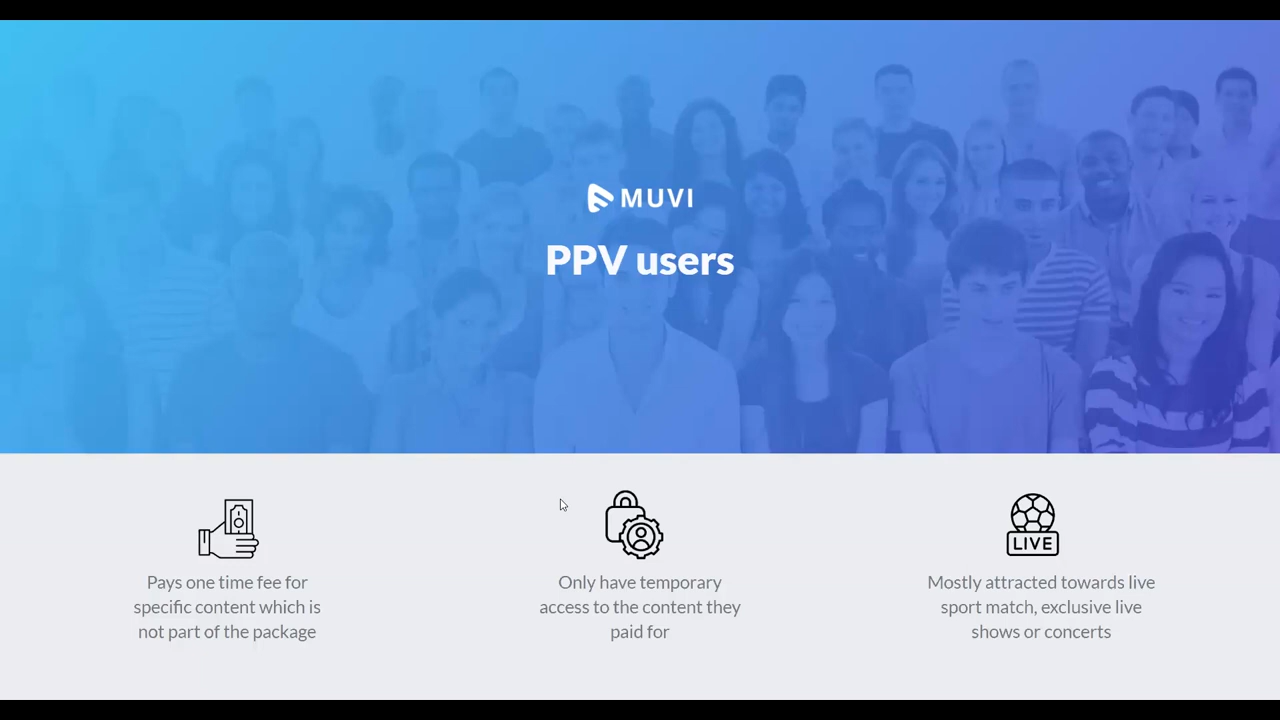 MUVI
PPV users
Pays one time fee for
specific content which is
not part of the package
Only have temporary
access to the content they
paid for
LIVE
Mostly attracted towards live
sport match, exclusive live
shows or concerts